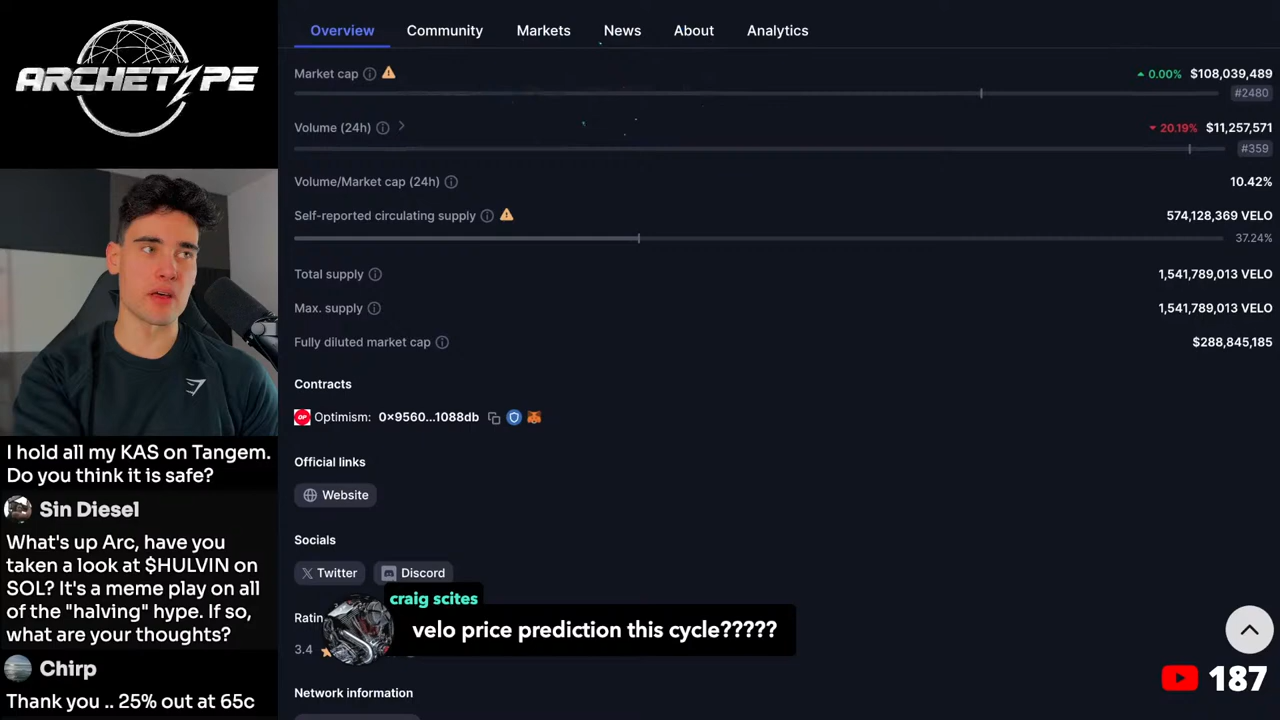 ARCHETYPE
Overview Community Markets News About Analytics
Market cap 0.00% $108,039,489
#2480
Volume (24h) 20.19% $11,257,571
#359
Volume/Market cap (24h) 10.42%
Self-reported circulating supply 574,128,369 VELO
37.24%
Total supply 1,541,789,013 VELO
Max. supply 1,541,789,013 VELO
Fully diluted market cap $288,845,185
Contracts
OP Optimism: 0x9560...1088db
Official links
Website
Socials
Twitter Discord
craig scites
velo price prediction this cycle?????
3.4
Network information
I hold all my KAS on Tangem.
Do you think it is safe?
Sin Diesel
What's up Arc, have you
taken a look at $HULVIN on
SOL? It's a meme play on all
of the "halving" hype. If so,
what are your thoughts?
Chirp
Thank you .. 25% out at 65c
187